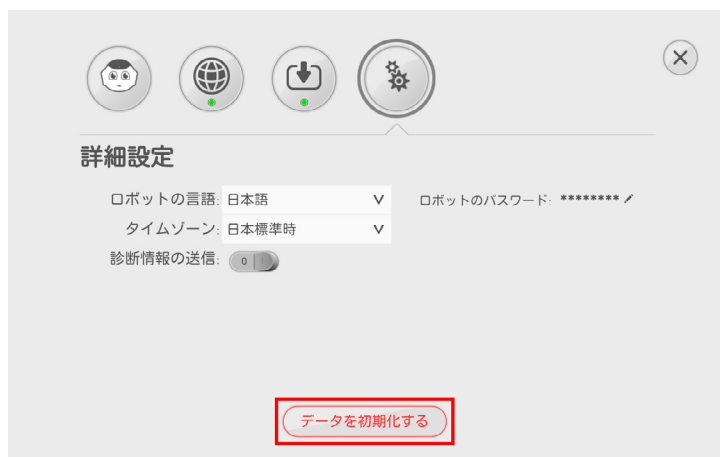 詳細設定
ロボットの言語: 日本語 V ロボットのパスワード: ********
タイムゾーン: 日本標準時 V
診断情報の送信: 0
データを初期化する